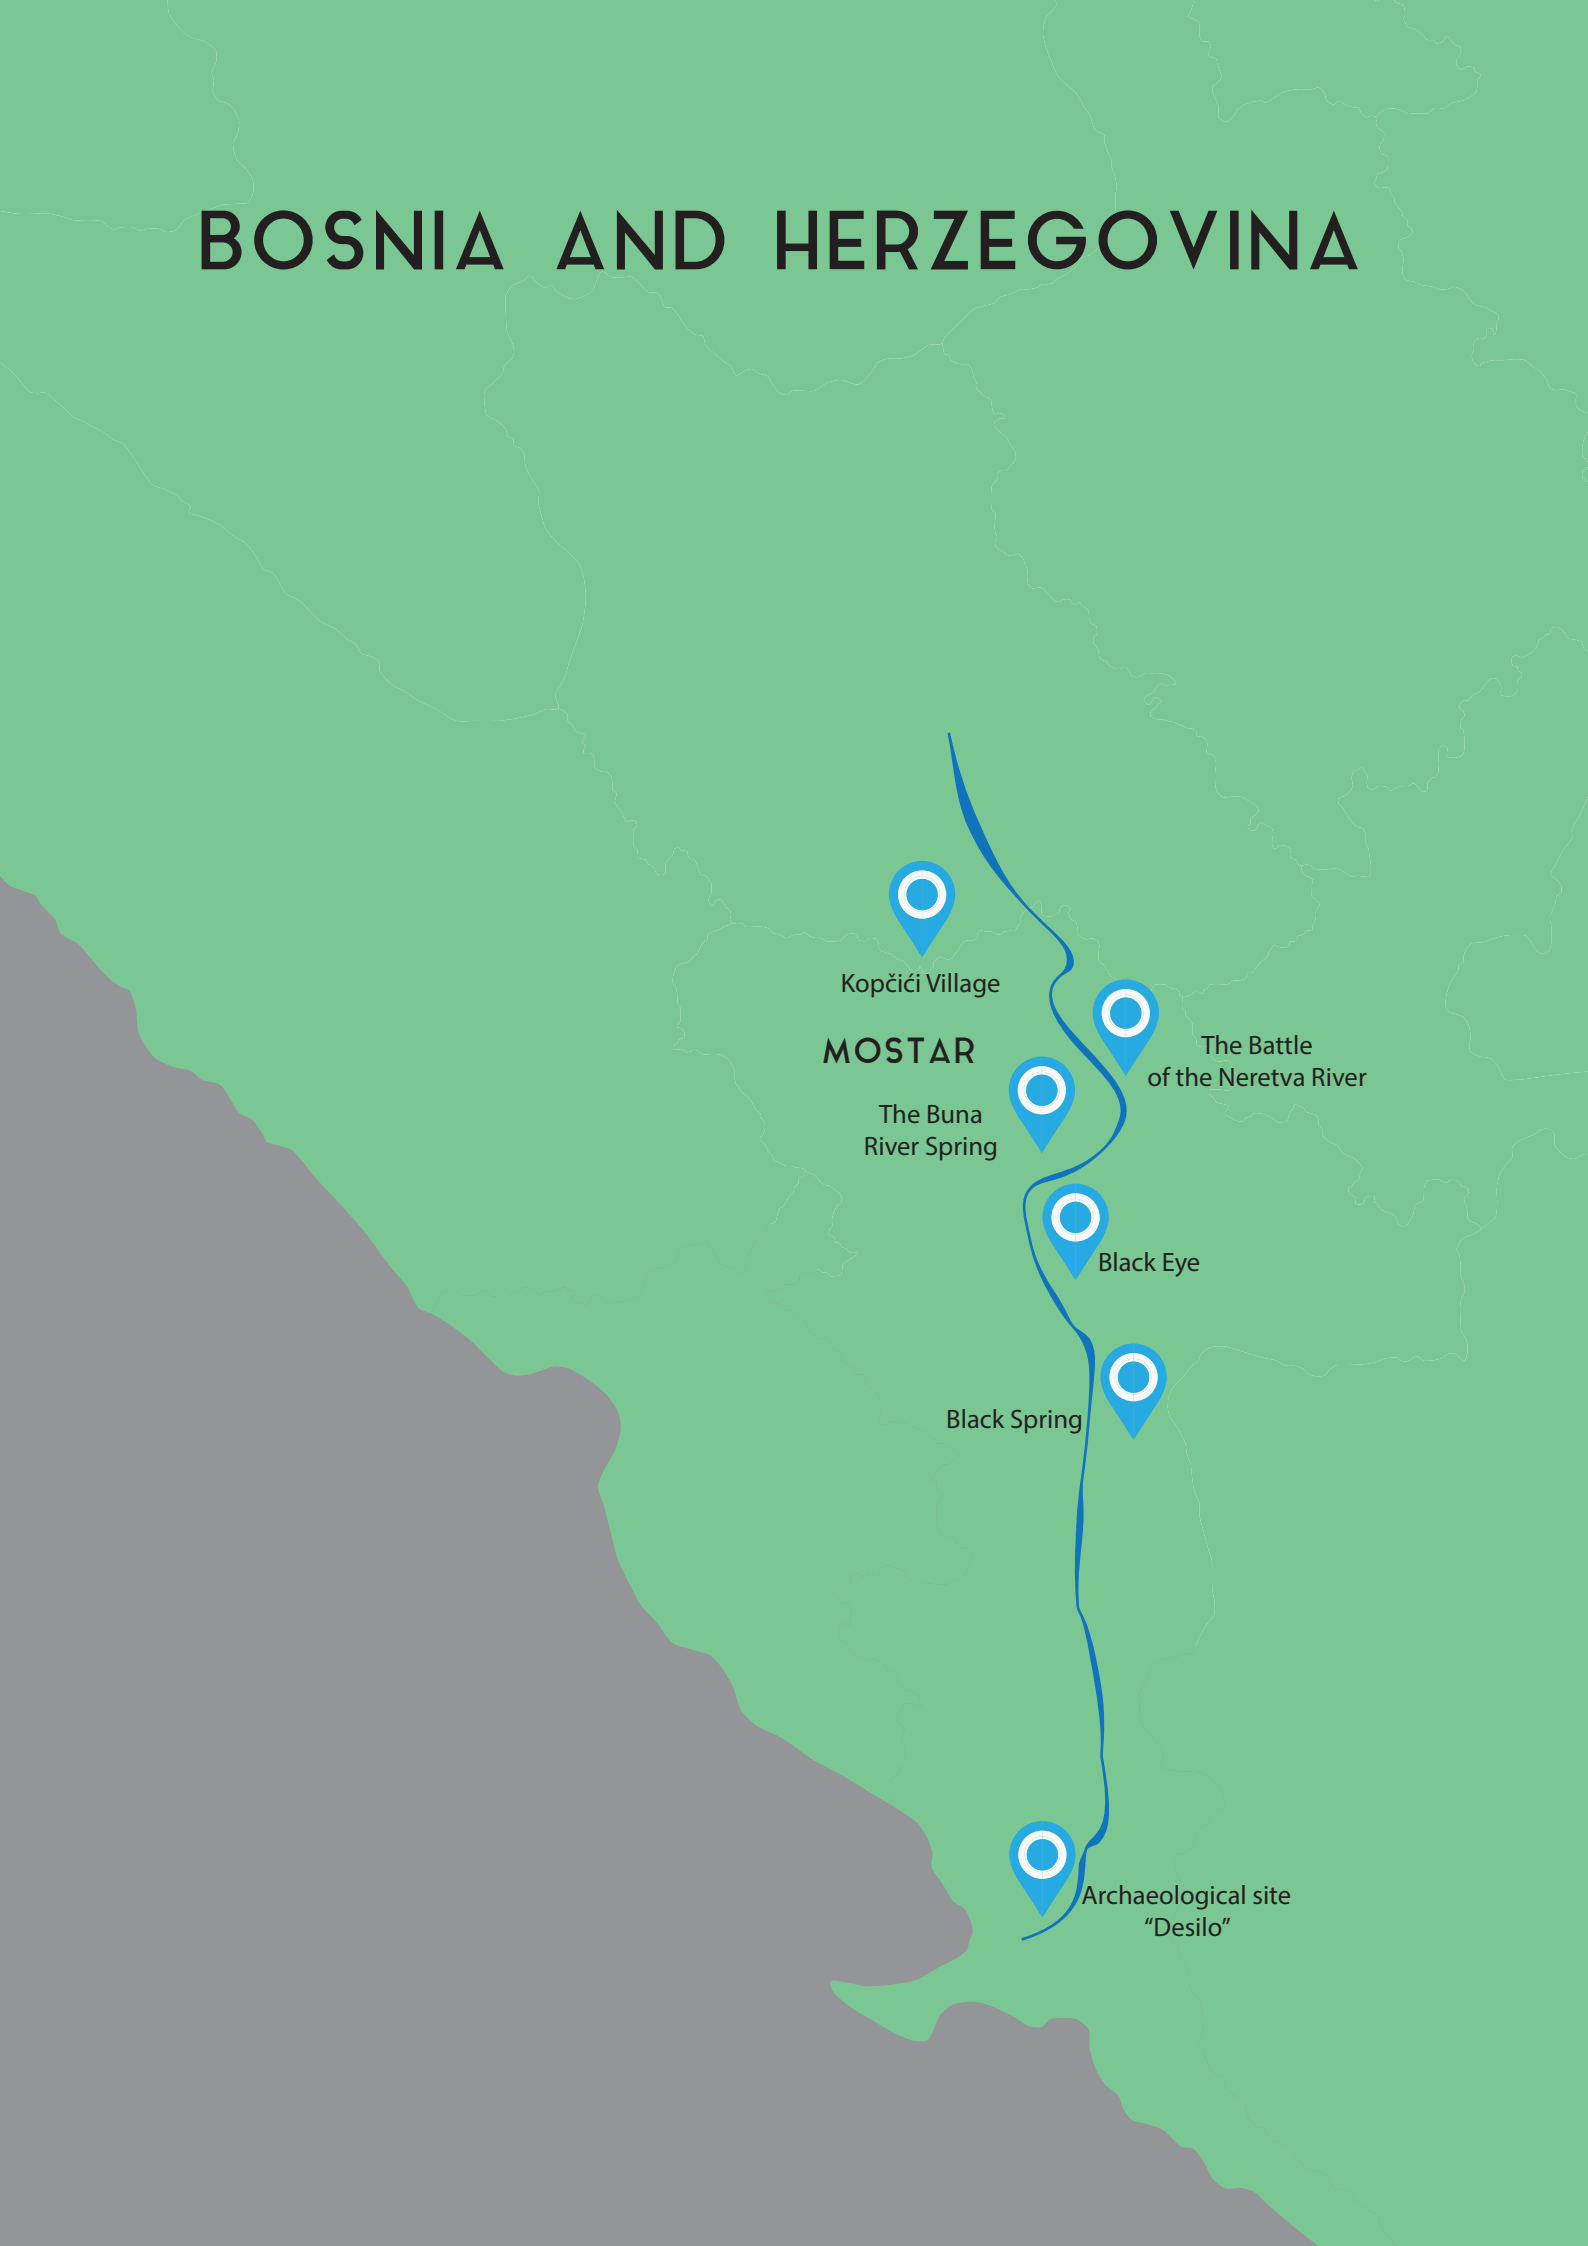 BOSNIA AND HERZEGOVINA
Kopčići Village
MOSTAR
The Battle
of the Neretva River
The Buna
River Spring
Black Eye
Black Spring
Archaeological site
“Desilo”